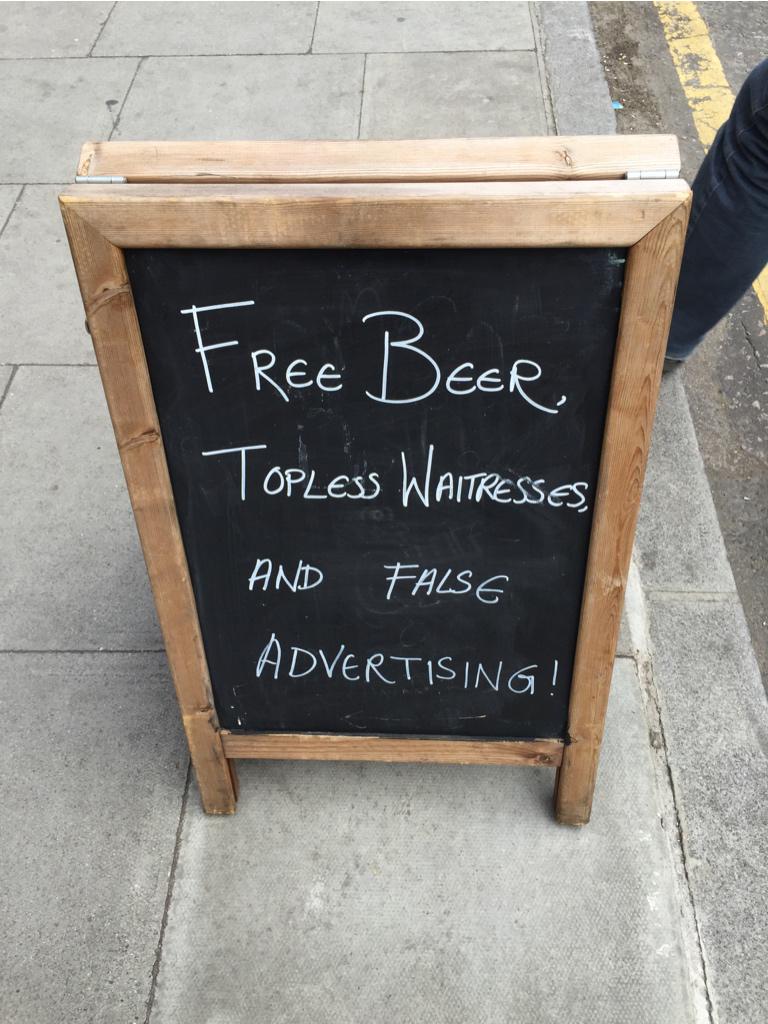 FREE BEER,
TOPLESS WAITRESSES,
AND FALSE
ADVERTISING!